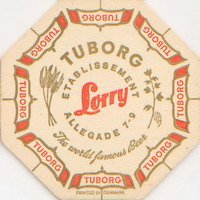 TUBORG
ETABLISSEMENT
Lorry
ALLEGADE 7-9
The world famous Beer
TUBORG
TUBORG
TUBORG
TUBORG
TUBORG
TUBORG
TUBORG
TUBORG
PRINTED IN DENMARK